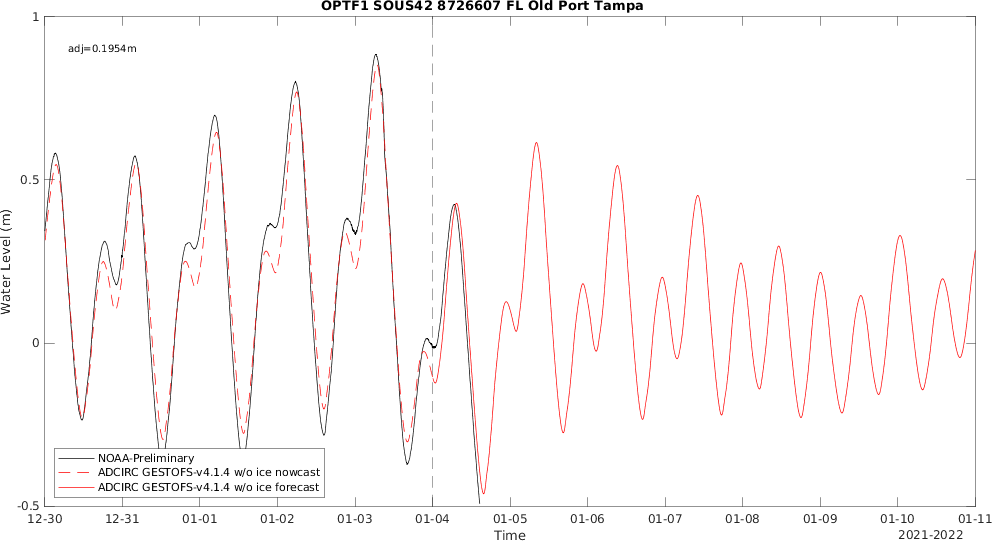 OPTF1 SOUS42 8726607 FL Old Port Tampa
adj=0.1954m
1
0.5
0
-0.5
Water Level (m)
NOAA-Preliminary
ADCIRC GESTOFS-v4.1.4 w/o ice nowcast
ADCIRC GESTOFS-v4.1.4 w/o ice forecast
12-30 12-31 01-01 01-02 01-03 01-04 01-05 01-06 01-07 01-08 01-09 01-10 01-11
Time
2021-2022